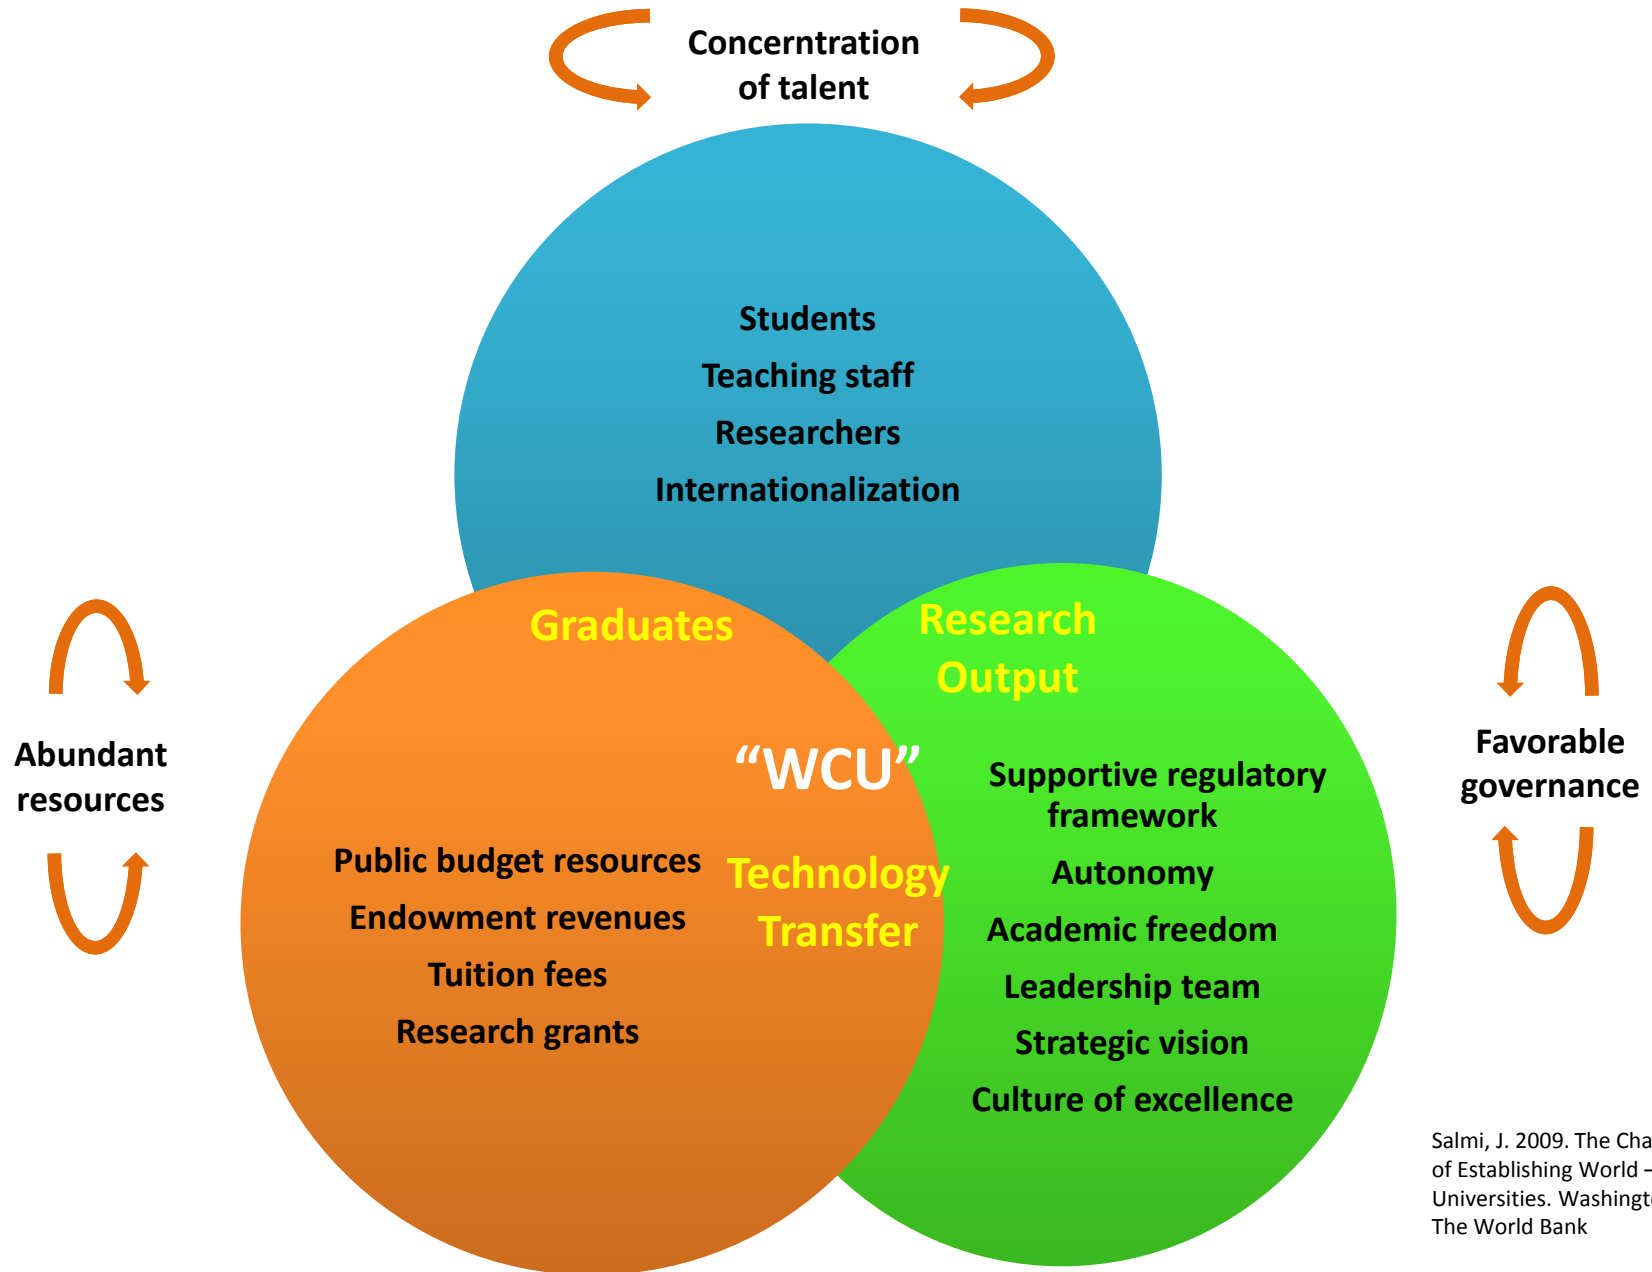 Concerntration
of talent
Students
Teaching staff
Researchers
Internationalization
Graduates
Research
Output
Abundant
resources
“WCU”
Technology
Transfer
Public budget resources
Endowment revenues
Tuition fees
Research grants
Supportive regulatory
framework
Autonomy
Academic freedom
Leadership team
Strategic vision
Culture of excellence
Favorable
governance
Salmi, J. 2009. The Cha
of Establishing World –
Universities. Washingt
The World Bank